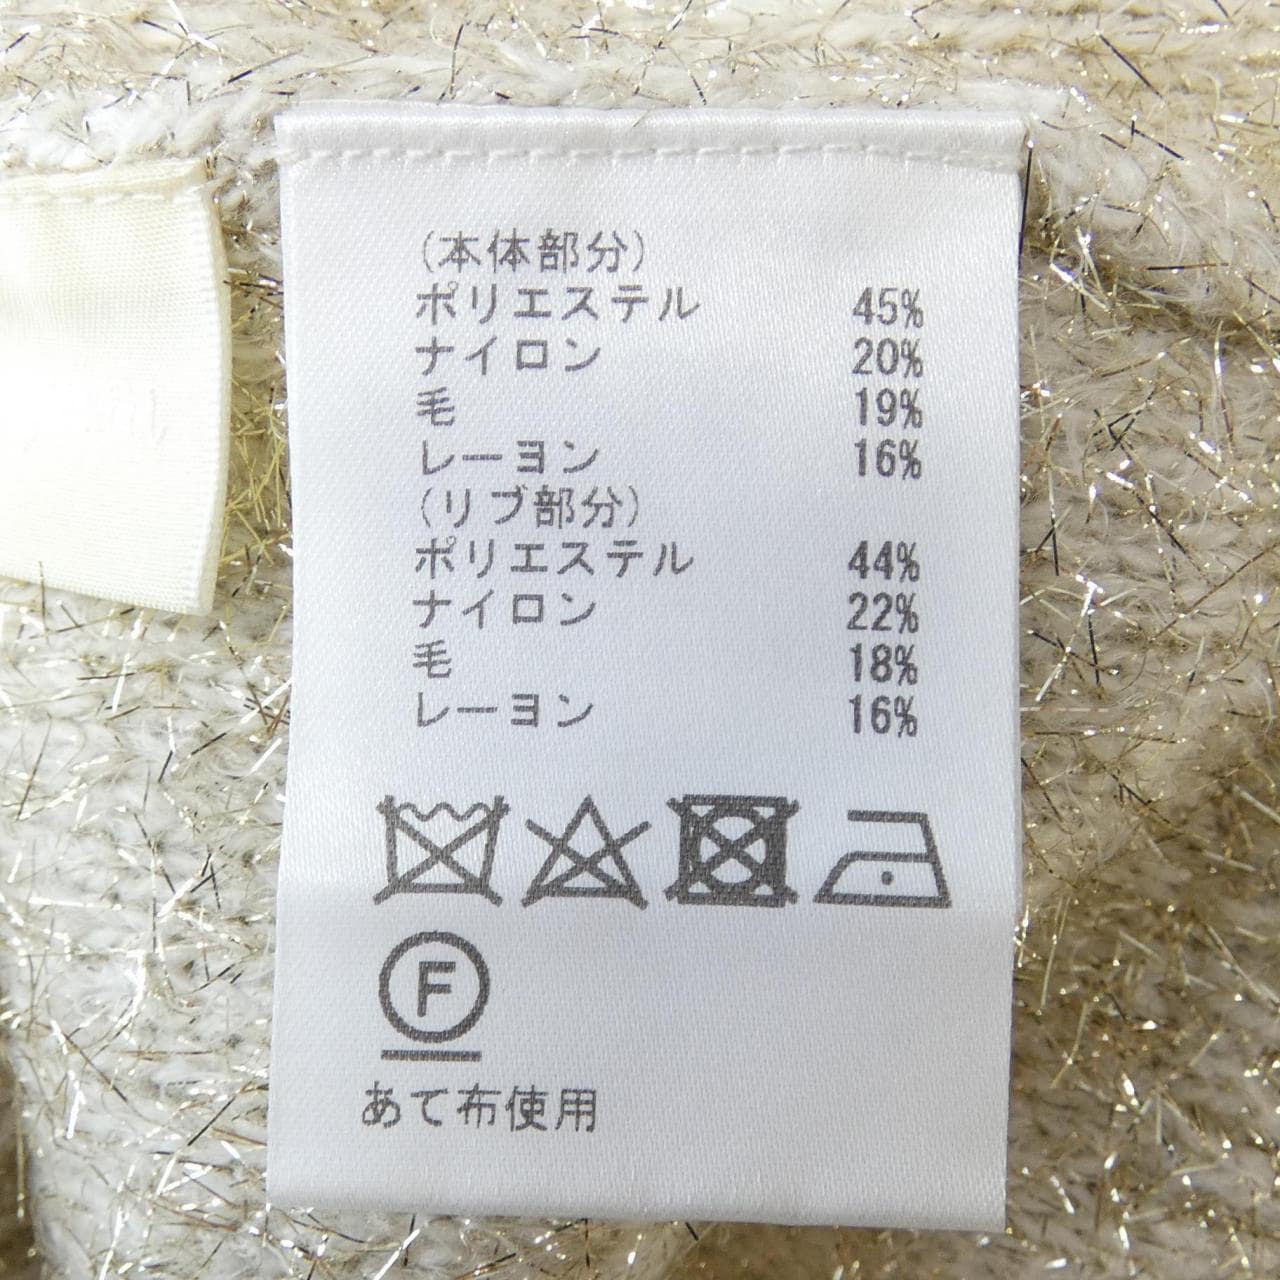 (本体部分)
ポリエステル 45%
ナイロン 20%
毛 19%
レーヨン 16%
(リブ部分)
ポリエステル 44%
ナイロン 22%
毛 18%
レーヨン 16%
F
あて布使用